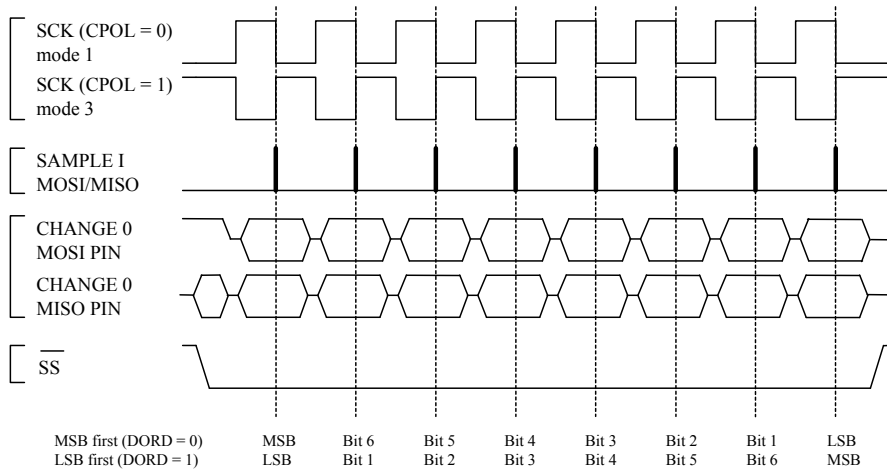 SCK (CPOL = 0)
mode 1
SCK (CPOL = 1)
mode 3
SAMPLE I
MOSI/MISO
CHANGE 0
MOSI PIN
CHANGE 0
MISO PIN
SS
MSB first (DORD = 0) MSB Bit 6 Bit 5 Bit 4 Bit 3 Bit 2 Bit 1 LSB
LSB first (DORD = 1) LSB Bit 1 Bit 2 Bit 3 Bit 4 Bit 5 Bit 6 MSB